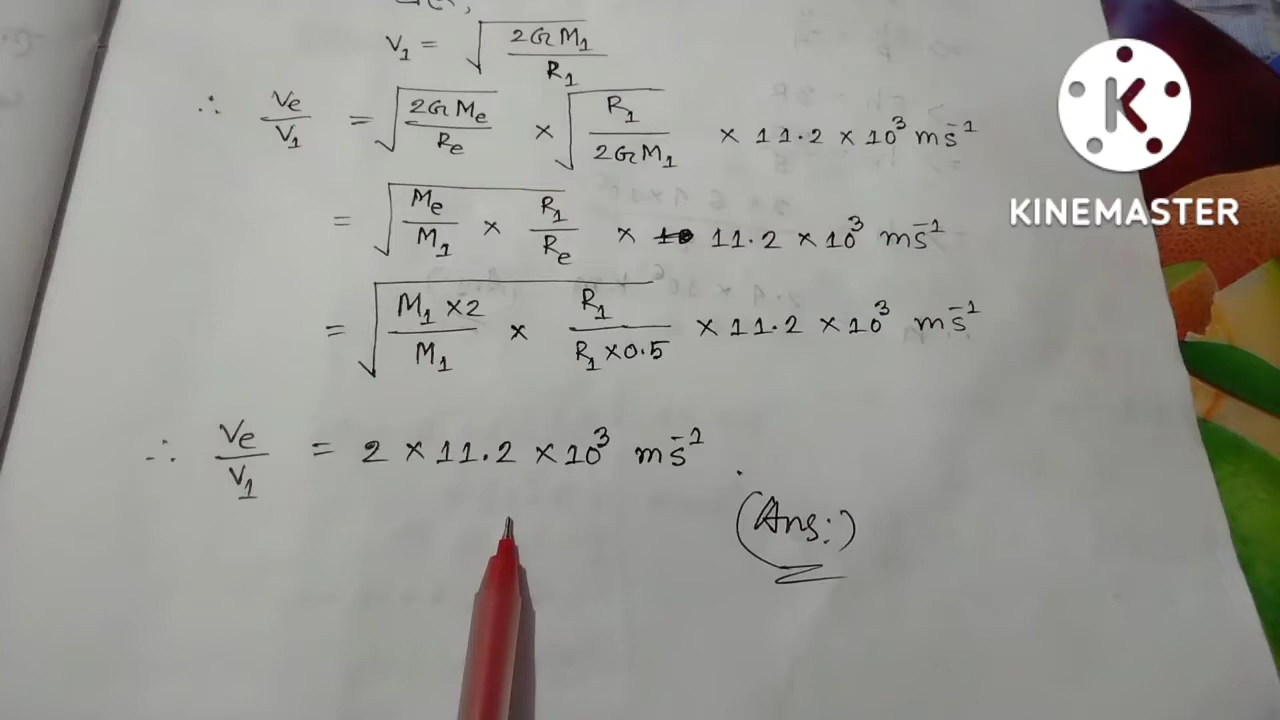 V₁ = √(2GM₁/R₁)
∴ Ve/V₁ = √(2GMe/Re) × √(R₁/2GM₁) × 11.2 × 10³ ms⁻¹
= √(Me/M₁ × R₁/Re) × 11.2 × 10³ ms⁻¹
= √(M₁×2/M₁ × R₁/R₁×0.5) × 11.2 × 10³ ms⁻¹
∴ Ve/V₁ = 2 × 11.2 × 10³ ms⁻¹.
(Ans:)
K
KINEMASTER